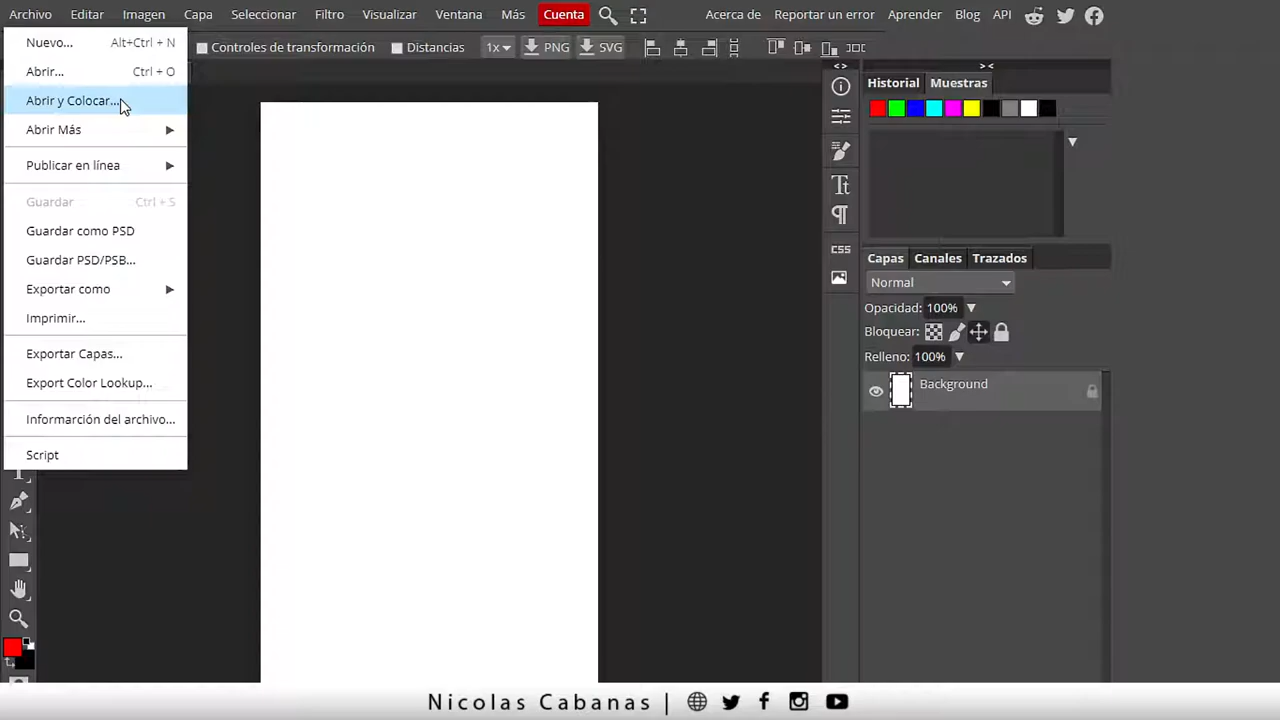 Archivo Editar Imagen Capa Seleccionar Filtro Visualizar Ventana Más Cuenta Acerca de Reportar un error Aprender Blog API
Controles de transformación Distancias 1x PNG SVG
Nuevo... Alt+Ctrl + N
Abrir... Ctrl + O
Abrir y Colocar...
Abrir Más
Publicar en línea
Guardar Ctrl + S
Guardar como PSD
Guardar PSD/PSB...
Exportar como
Imprimir...
Exportar Capas...
Export Color Lookup...
Informarción del archivo...
Script
< >
> <
Historial Muestras
Tt
¶
CSS
Capas Canales Trazados
Normal
Opacidad: 100%
Bloquear:
Relleno: 100%
Background
Nicolas Cabanas |